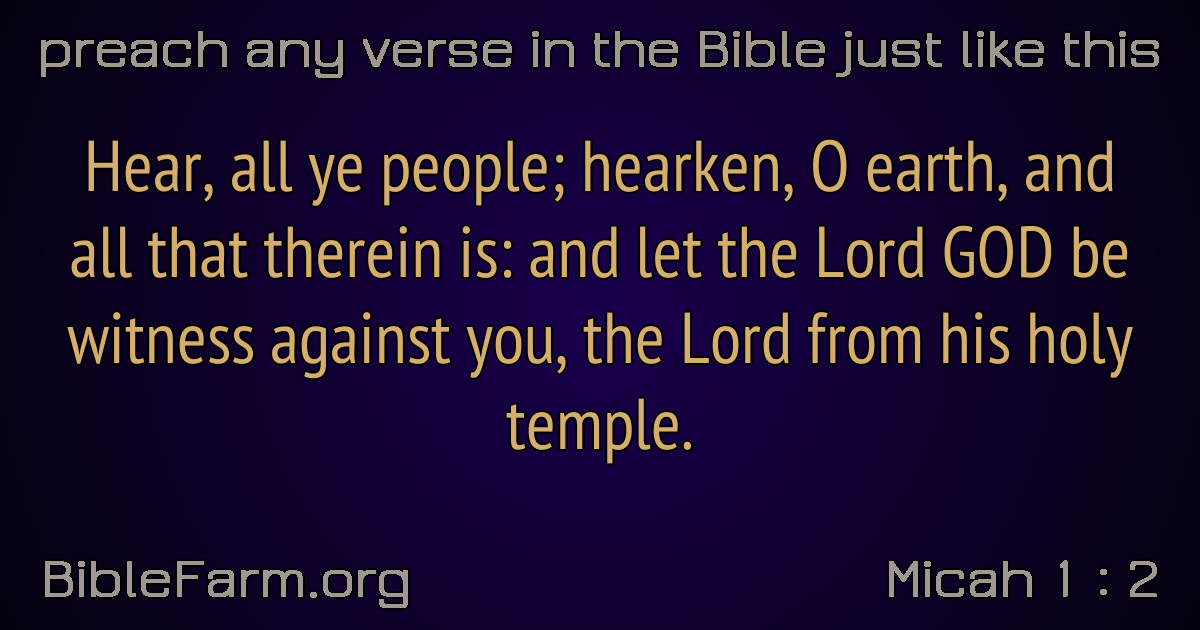 preach any verse in the Bible just like this
Hear, all ye people; hearken, O earth, and
all that therein is: and let the Lord GOD be
witness against you, the Lord from his holy
temple.
BibleFarm.org
Micah 1 : 2